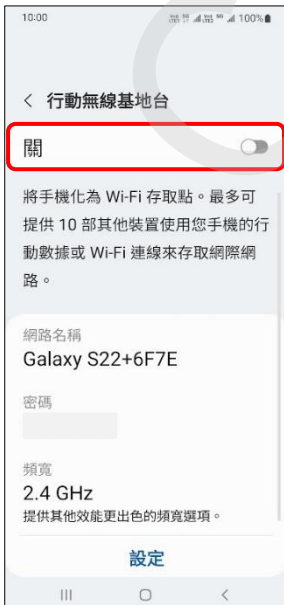 10:00 100%
行動無線基地台
關
將手機化為 Wi-Fi 存取點。最多可
提供 10 部其他裝置使用您手機的行
動數據或 Wi-Fi 連線來存取網際網
路。
網路名稱
Galaxy S22+6F7E
密碼
頻寬
2.4 GHz
提供其他效能更出色的頻寬選項。
設定